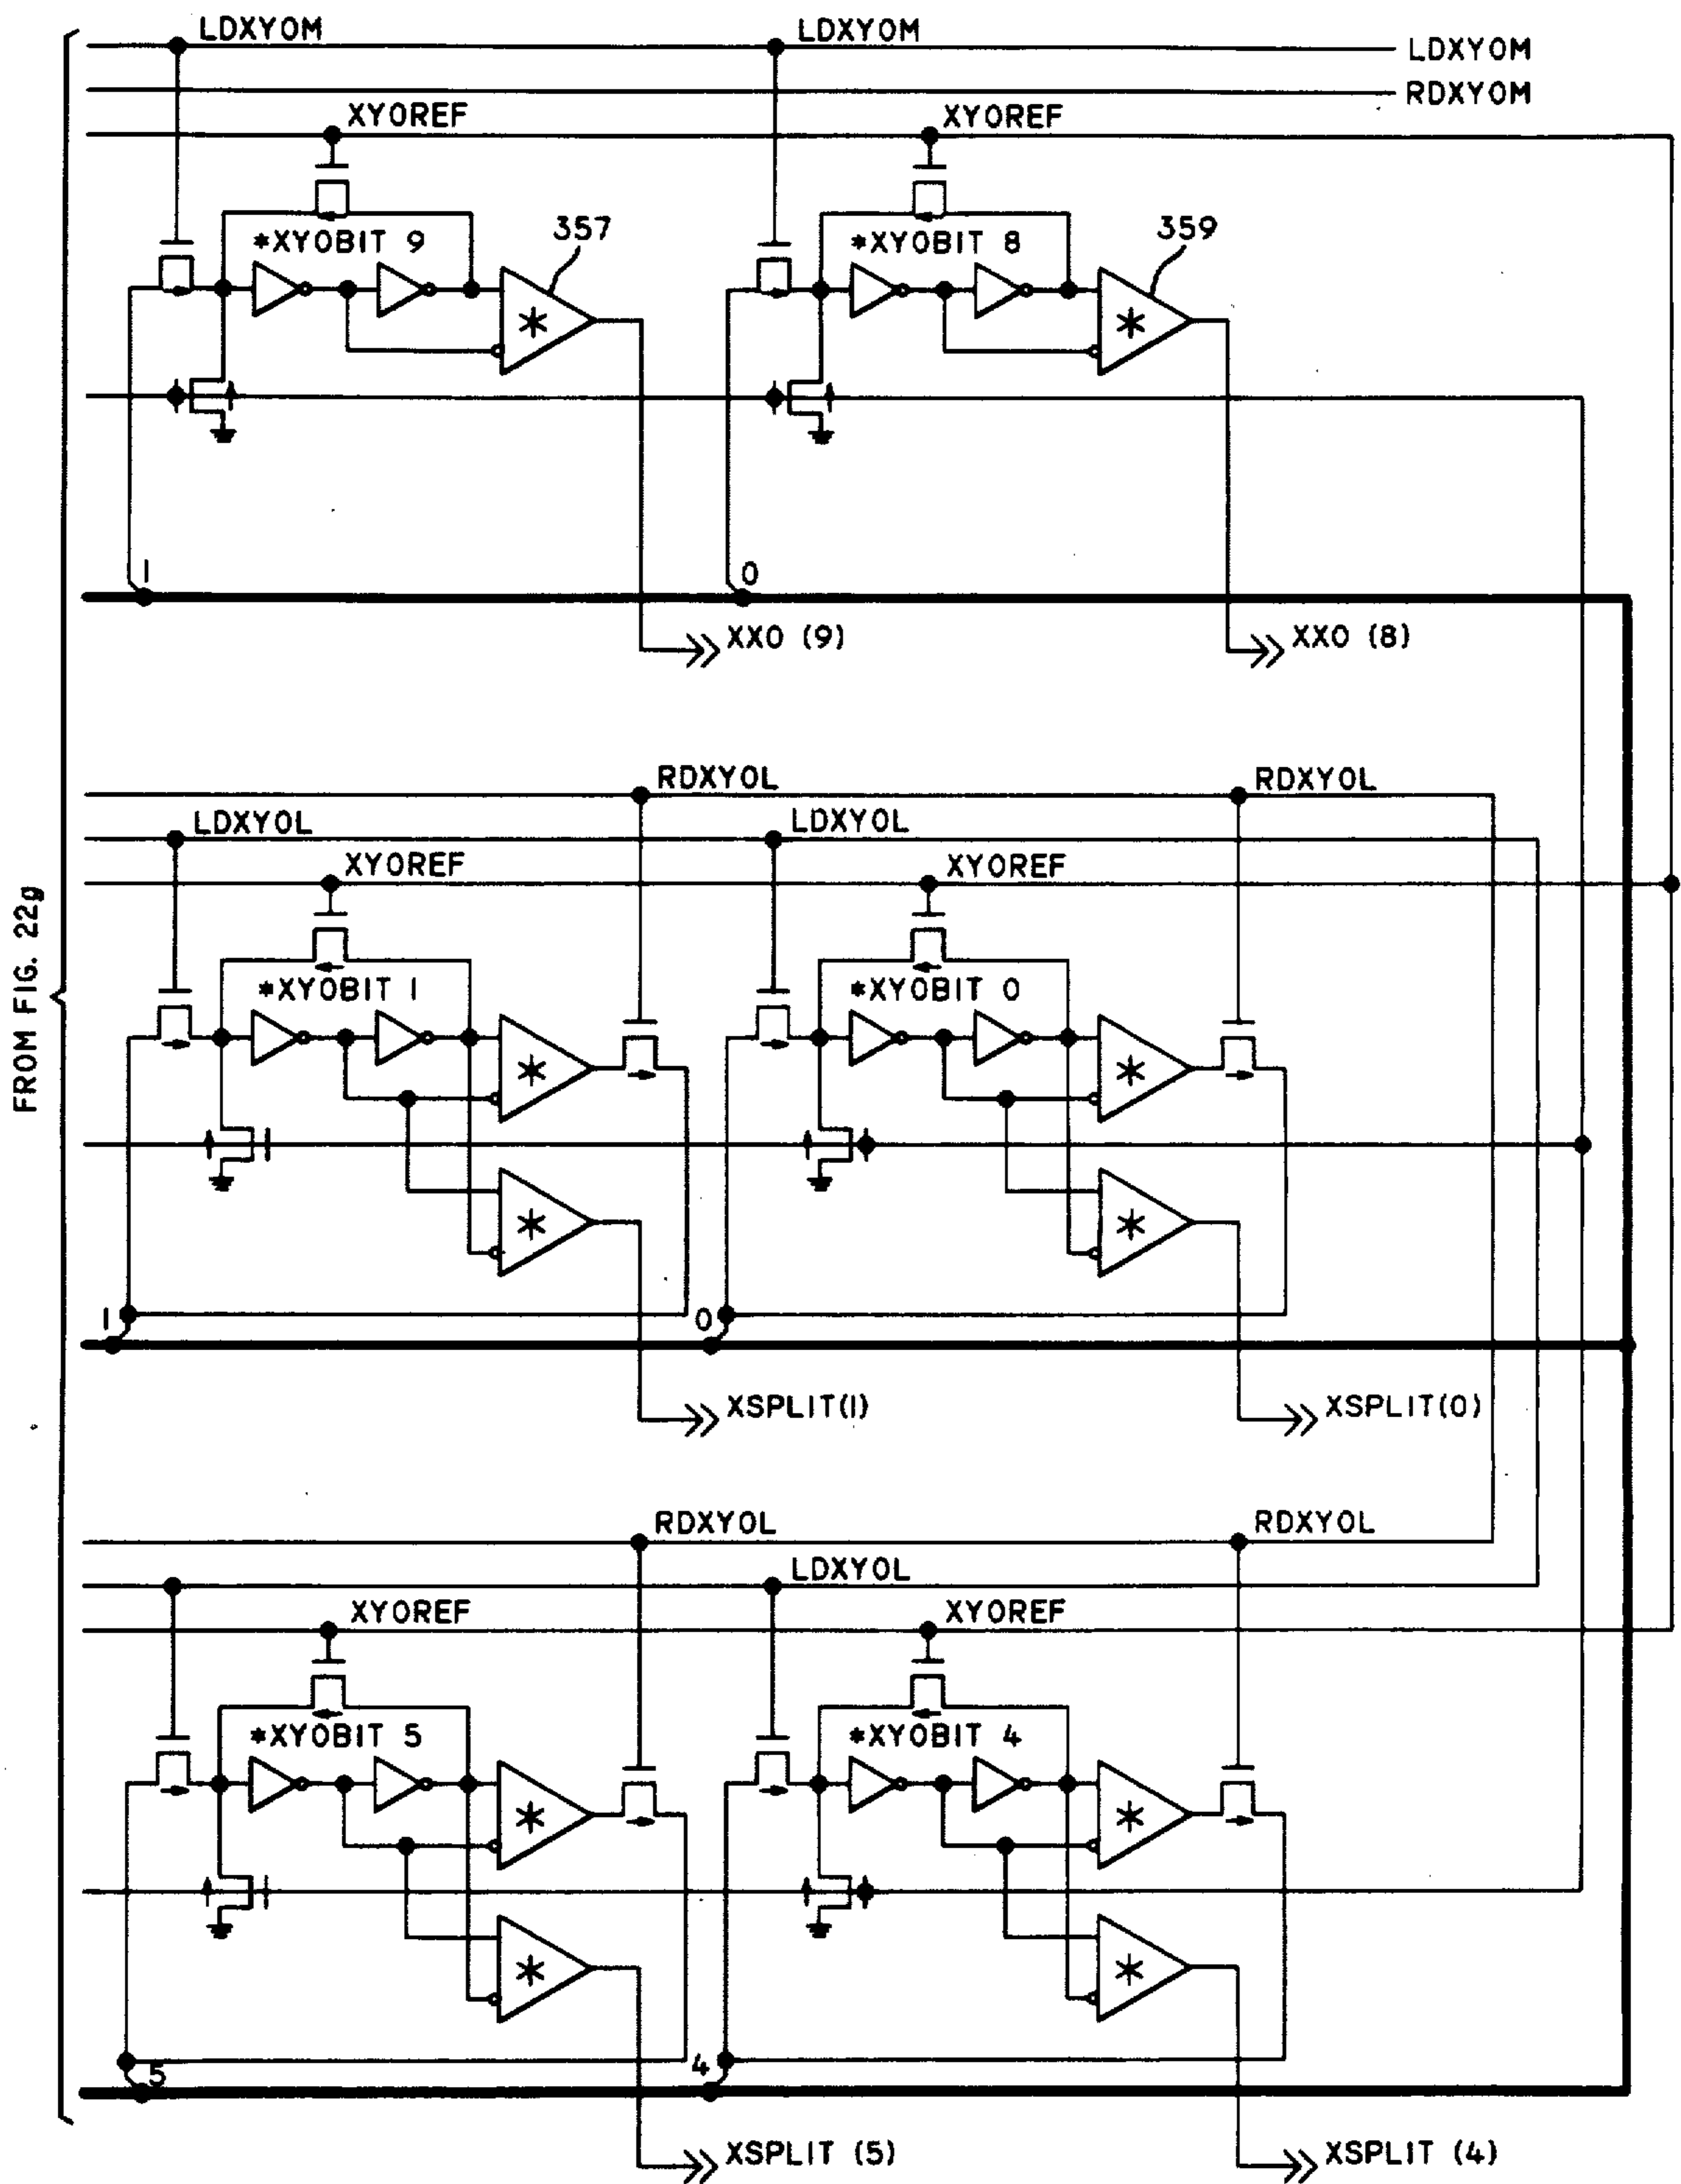 LDXYOM LDXYOM LDXYOM
RDXYOM
XYOREF XYOREF
357 359
*XYOBIT 9 *XYOBIT 8
*
*
1 0
XXO (9) XXO (8)
RDXYOL RDXYOL
LDXYOL LDXYOL
XYOREF XYOREF
FROM FIG. 22g
*XYOBIT 1 *XYOBIT 0
*
*
*
*
1 0
XSPLIT(1) XSPLIT(0)
RDXYOL RDXYOL
LDXYOL
XYOREF XYOREF
*XYOBIT 5 *XYOBIT 4
*
*
*
*
5 4
XSPLIT (5) XSPLIT (4)